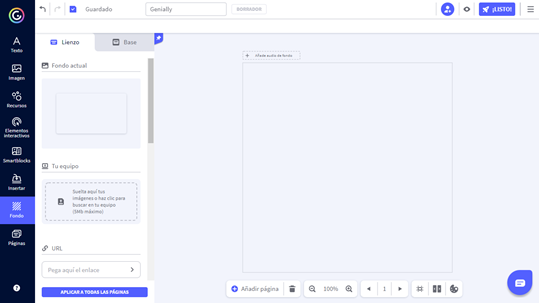 Guardado
Genially
BORRADOR
¡LISTO!
Texto
Imagen
Recursos
Elementos
interactivos
Smartblocks
Insertar
Fondo
Páginas
Lienzo
Base
Fondo actual
Tu equipo
Suelta aquí tus
imágenes o haz clic para
buscar en tu equipo
(5Mb máximo)
URL
Pega aquí el enlace
APLICAR A TODAS LAS PÁGINAS
+ Añade audio de fondo
Añadir página
100%
1